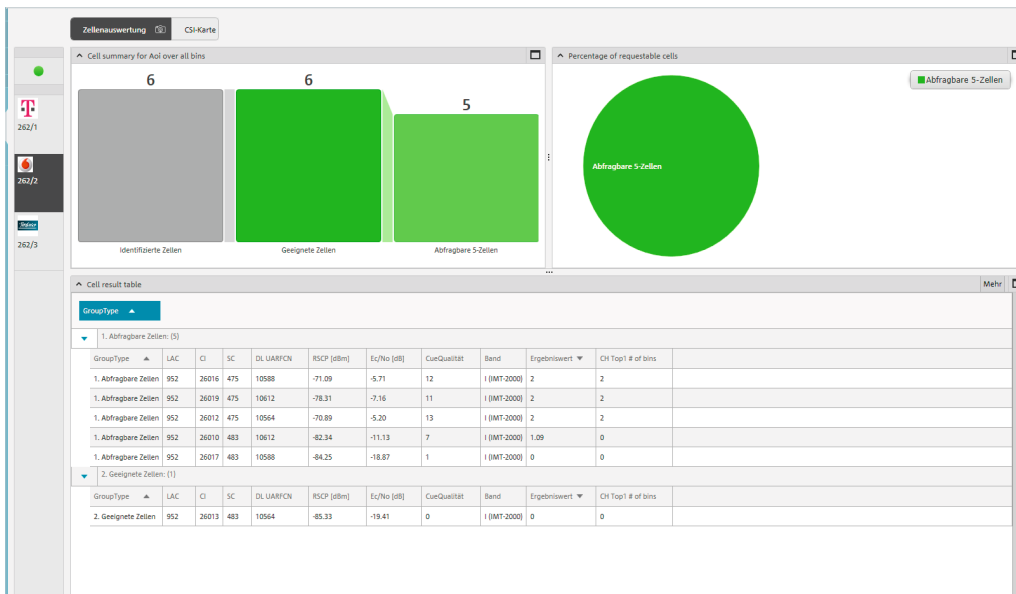 Zellenauswertung CSI-Karte
Cell summary for Aoi over all bins
6 6 5
Identifizierte Zellen Geeignete Zellen Abfragbare 5-Zellen
Percentage of requestable cells
Abfragbare 5-Zellen
Abfragbare 5-Zellen
T
262/1
262/2
262/3
Cell result table Mehr
GroupType
1. Abfragbare Zellen: (5)
GroupType LAC CI SC DL UARFCN RSCP [dBm] Ec/No [dB] CueQualität Band Ergebniswert CH Top1 # of bins
1. Abfragbare Zellen 952 26016 475 10588 -71.09 -5.71 12 I (IMT-2000) 2 2
1. Abfragbare Zellen 952 26019 475 10612 -78.31 -7.16 11 I (IMT-2000) 2 2
1. Abfragbare Zellen 952 26012 475 10564 -70.89 -5.20 13 I (IMT-2000) 2 2
1. Abfragbare Zellen 952 26010 483 10612 -82.34 -11.13 7 I (IMT-2000) 1.09 0
1. Abfragbare Zellen 952 26017 483 10588 -84.25 -18.87 1 I (IMT-2000) 0 0
2. Geeignete Zellen: (1)
GroupType LAC CI SC DL UARFCN RSCP [dBm] Ec/No [dB] CueQualität Band Ergebniswert CH Top1 # of bins
2. Geeignete Zellen 952 26013 483 10564 -85.33 -19.41 0 I (IMT-2000) 0 0